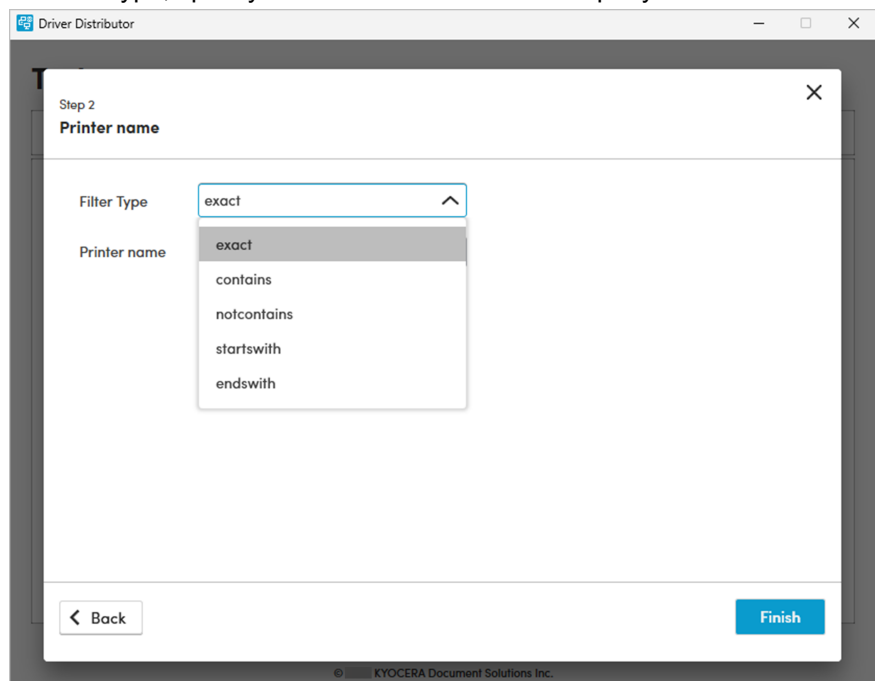 Driver Distributor
Step 2
Printer name
Filter Type
exact
Printer name
exact
contains
notcontains
startswith
endswith
Back
Finish
© KYOCERA Document Solutions Inc.